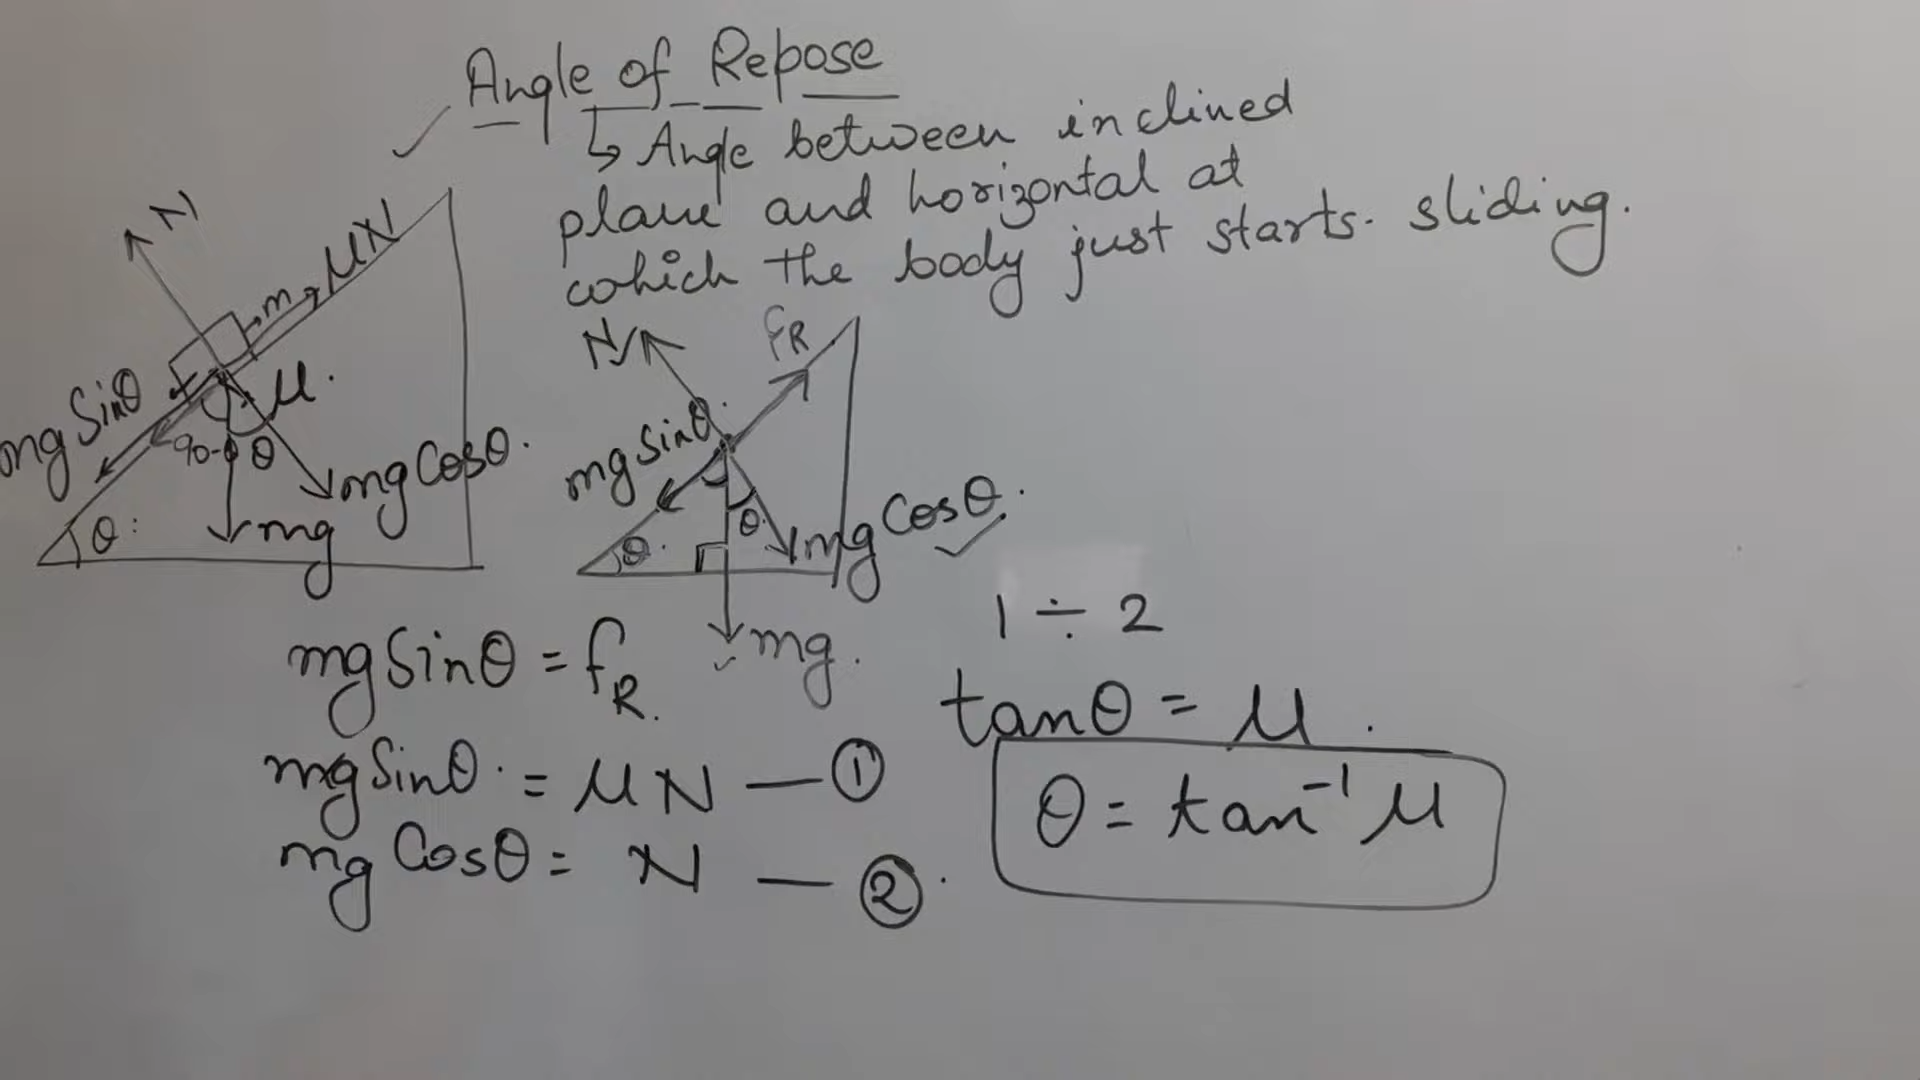 Angle of Repose
↳ Angle between inclined
plane and horizontal at
which the body just starts. sliding.
N
m
μN
mg Sinθ
μ.
90-θ
θ
mg Cosθ.
θ
mg
N
fR
mg Sinθ
θ
θ
mg Cosθ.
mg.
mg Sinθ = fR.
mg Sinθ = μN — ①
mg Cosθ = N — ②.
1 ÷ 2
tanθ = μ.
θ = tan⁻¹ μ